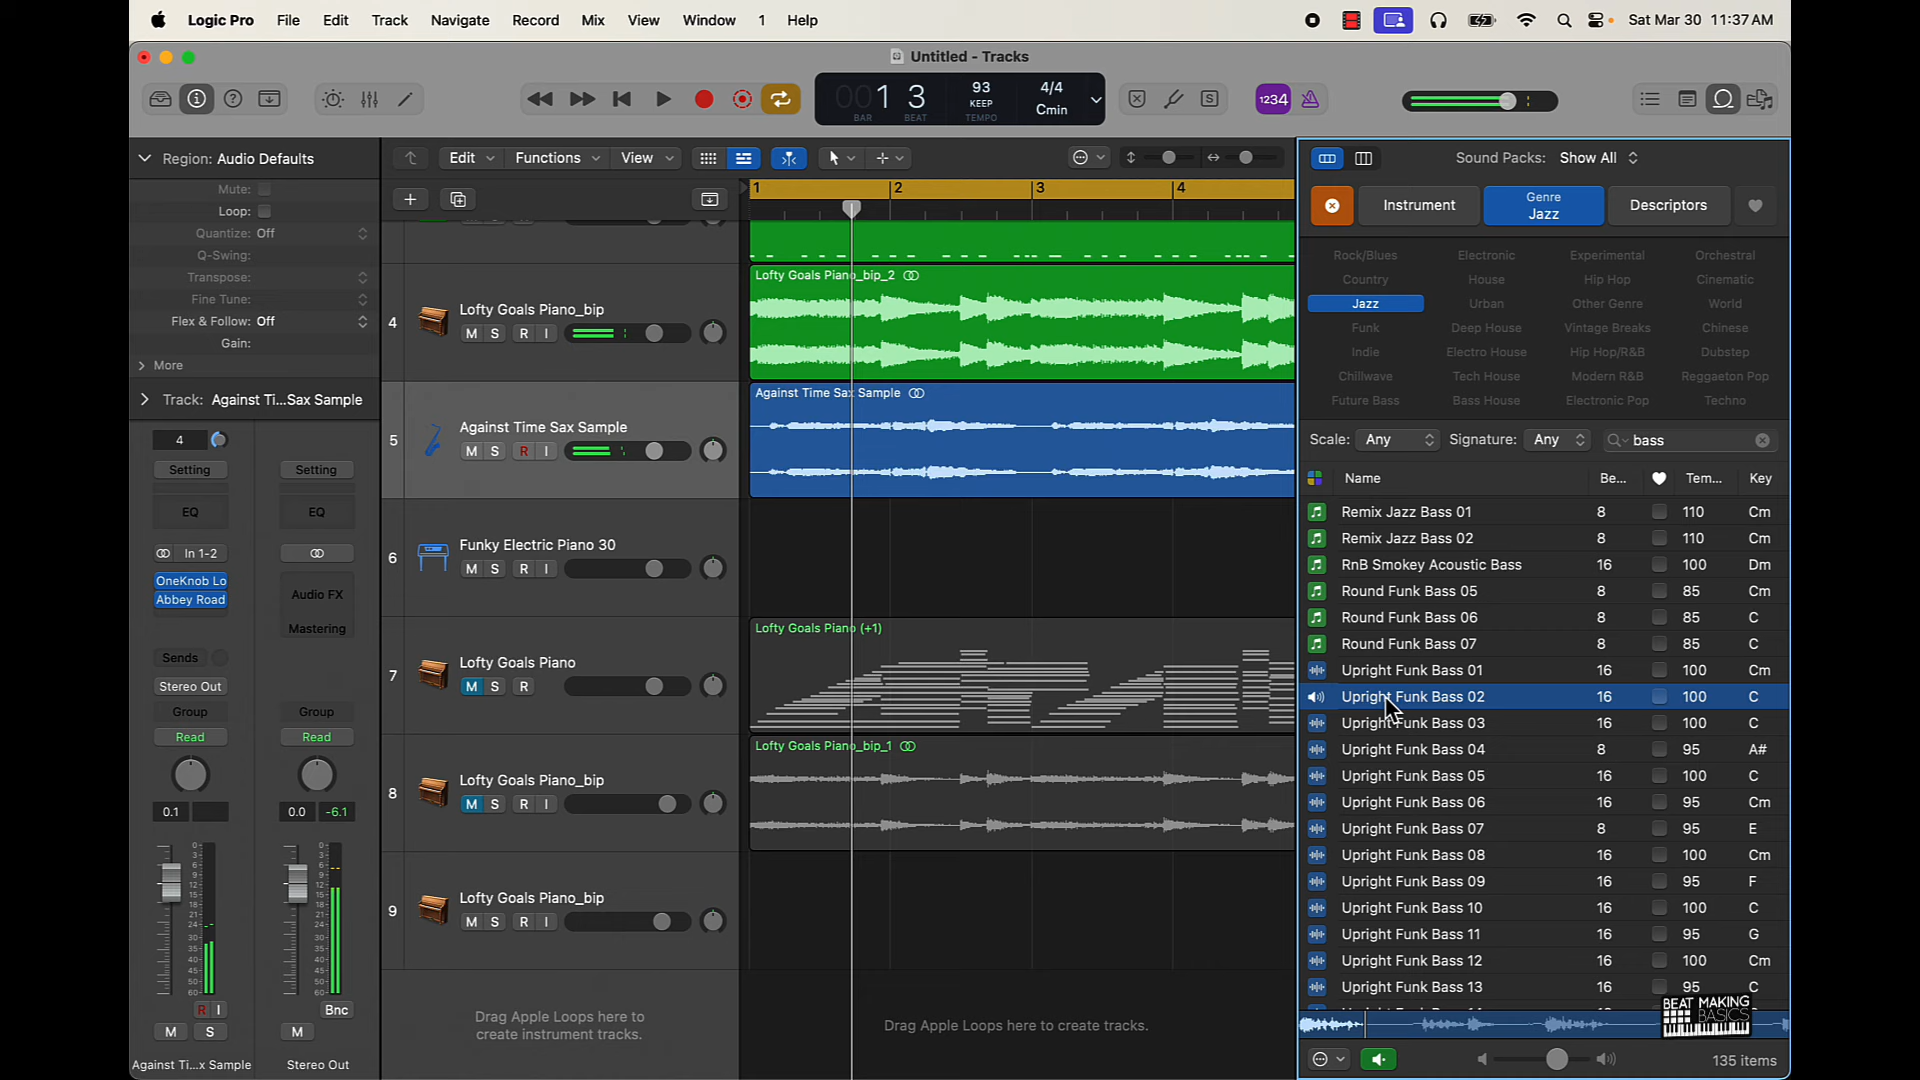 Logic Pro File Edit Track Navigate Record Mix View Window 1 Help Sat Mar 30 11:37 AM
Untitled - Tracks
001 3 93 4/4
KEEP Cmin
BAR BEAT TEMPO
1234
Region: Audio Defaults
Mute:
Loop:
Quantize: Off
Q-Swing:
Transpose:
Fine Tune:
Flex & Follow: Off
Gain:
More
Track: Against Ti...Sax Sample
4
Setting Setting
EQ EQ
In 1-2
OneKnob Lo
Abbey Road
Audio FX
Mastering
Sends
Stereo Out
Group Group
Read Read
0.1 0.0 -6.1
R I Bnc
M S M
Against Ti...x Sample Stereo Out
Edit Functions View
1 2 3 4
4 Lofty Goals Piano_bip
M S R I
Lofty Goals Piano_bip_2
5 Against Time Sax Sample
M S R I
Against Time Sax Sample
6 Funky Electric Piano 30
M S R I
7 Lofty Goals Piano
M S R
Lofty Goals Piano (+1)
8 Lofty Goals Piano_bip
M S R I
Lofty Goals Piano_bip_1
9 Lofty Goals Piano_bip
M S R I
Drag Apple Loops here to
create instrument tracks.
Drag Apple Loops here to create tracks.
Sound Packs: Show All
Instrument Genre Descriptors
Jazz
Rock/Blues Electronic Experimental Orchestral
Country House Hip Hop Cinematic
Jazz Urban Other Genre World
Funk Deep House Vintage Breaks Chinese
Indie Electro House Hip Hop/R&B Dubstep
Chillwave Tech House Modern R&B Reggaeton Pop
Future Bass Bass House Electronic Pop Techno
Scale: Any Signature: Any bass
Name Be... Tem... Key
Remix Jazz Bass 01 8 110 Cm
Remix Jazz Bass 02 8 110 Cm
RnB Smokey Acoustic Bass 16 100 Dm
Round Funk Bass 05 8 85 Cm
Round Funk Bass 06 8 85 C
Round Funk Bass 07 8 85 C
Upright Funk Bass 01 16 100 Cm
Upright Funk Bass 02 16 100 C
Upright Funk Bass 03 16 100 C
Upright Funk Bass 04 8 95 A#
Upright Funk Bass 05 16 100 C
Upright Funk Bass 06 16 95 Cm
Upright Funk Bass 07 8 95 E
Upright Funk Bass 08 16 100 Cm
Upright Funk Bass 09 16 95 F
Upright Funk Bass 10 16 100 C
Upright Funk Bass 11 16 95 G
Upright Funk Bass 12 16 100 Cm
Upright Funk Bass 13 16 95 C
BEAT MAKING
BASICS
135 items